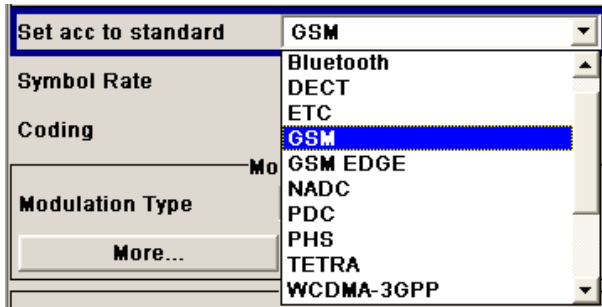 Set acc to standard GSM
Bluetooth
Symbol Rate
DECT
ETC
Coding
GSM
GSM EDGE
Mo
NADC
Modulation Type
PDC
PHS
More...
TETRA
WCDMA-3GPP